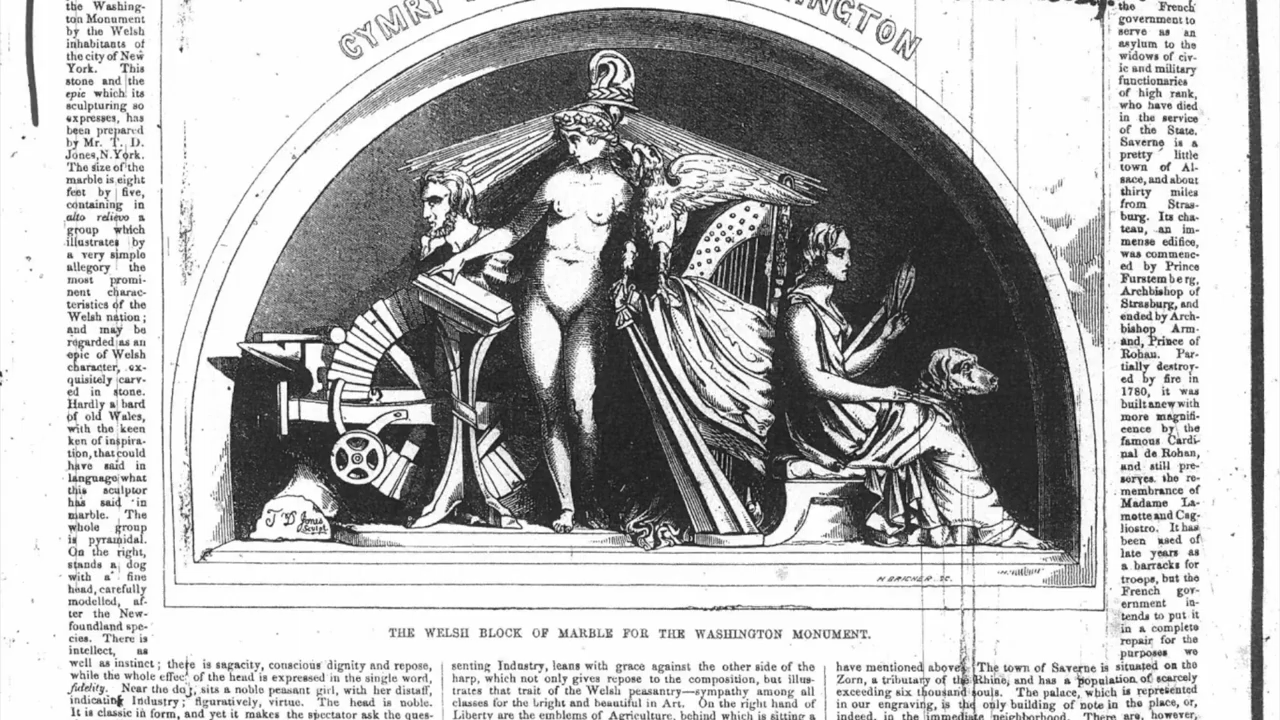 CYMRY
INGTON
the Washing-
ton Monument
by the Welsh
inhabitants of
the city of New
York. This
stone and the
epic which its
sculpturing so
expresses, has
been prepared
by Mr. T. D.
Jones, N. York.
The size of the
marble is eight
feet by five,
containing in
alto relievo a
group which
illustrates by
a very simple
allegory the
most promi-
nent charac-
teristics of the
Welsh nation;
and may be
regarded as an
epic of Welsh
character, ex-
quisitely carv-
ed in stone.
Hardly a bard
of old Wales,
with the keen
ken of inspira-
tion, that could
have said in
language what
this sculptor
has said in
marble. The
whole group
is pyramidal.
On the right,
stands a dog
with a fine
head, carefully
modelled, af-
ter the New-
foundland spe-
cies. There is
intellect, as
well as instinct; there is sagacity, conscious dignity and repose,
while the whole effect of the head is expressed in the single word,
fidelity. Near the dog, sits a noble peasant girl, with her distaff,
indicating Industry; figuratively, virtue. The head is noble.
It is classic in form, and yet it makes the spectator ask the ques-
T D Jones
Sculpt
H BRICHER SC.
THE WELSH BLOCK OF MARBLE FOR THE WASHINGTON MONUMENT.
senting Industry, leans with grace against the other side of the
harp, which not only gives repose to the composition, but illus-
trates that trait of the Welsh peasantry—sympathy among all
classes for the bright and beautiful in Art. On the right hand of
Liberty are the emblems of Agriculture, behind which is sitting a
the French
government to
serve as an
asylum to the
widows of civ-
ic and military
functionaries
of high rank,
who have died
in the service
of the State.
Saverne is a
pretty little
town of Al-
sace, and about
thirty miles
from Stras-
burg. Its cha-
teau, an im-
mense edifice,
was commenc-
ed by Prince
Furstemberg,
Archbishop of
Strasburg, and
ended by Arch-
bishop Arm-
and, Prince of
Rohan. Par-
tially destroy-
ed by fire in
1780, it was
built anew with
more magnifi-
cence by the
famous Cardi-
nal de Rohan,
and still pre-
serves the re-
membrance of
Madame La-
motte and Cag-
liostro. It has
been used of
late years as
a barracks for
troops, but the
French gov-
ernment in-
tends to put it
in a complete
repair for the
purposes we
have mentioned above. The town of Saverne is situated on the
Zorn, a tributary of the Rhine, and has a population of scarcely
exceeding six thousand souls. The palace, which is represented
in our engraving, is the only building of note in the place, or,
indeed, in the immediate neighborhood. There are, however,